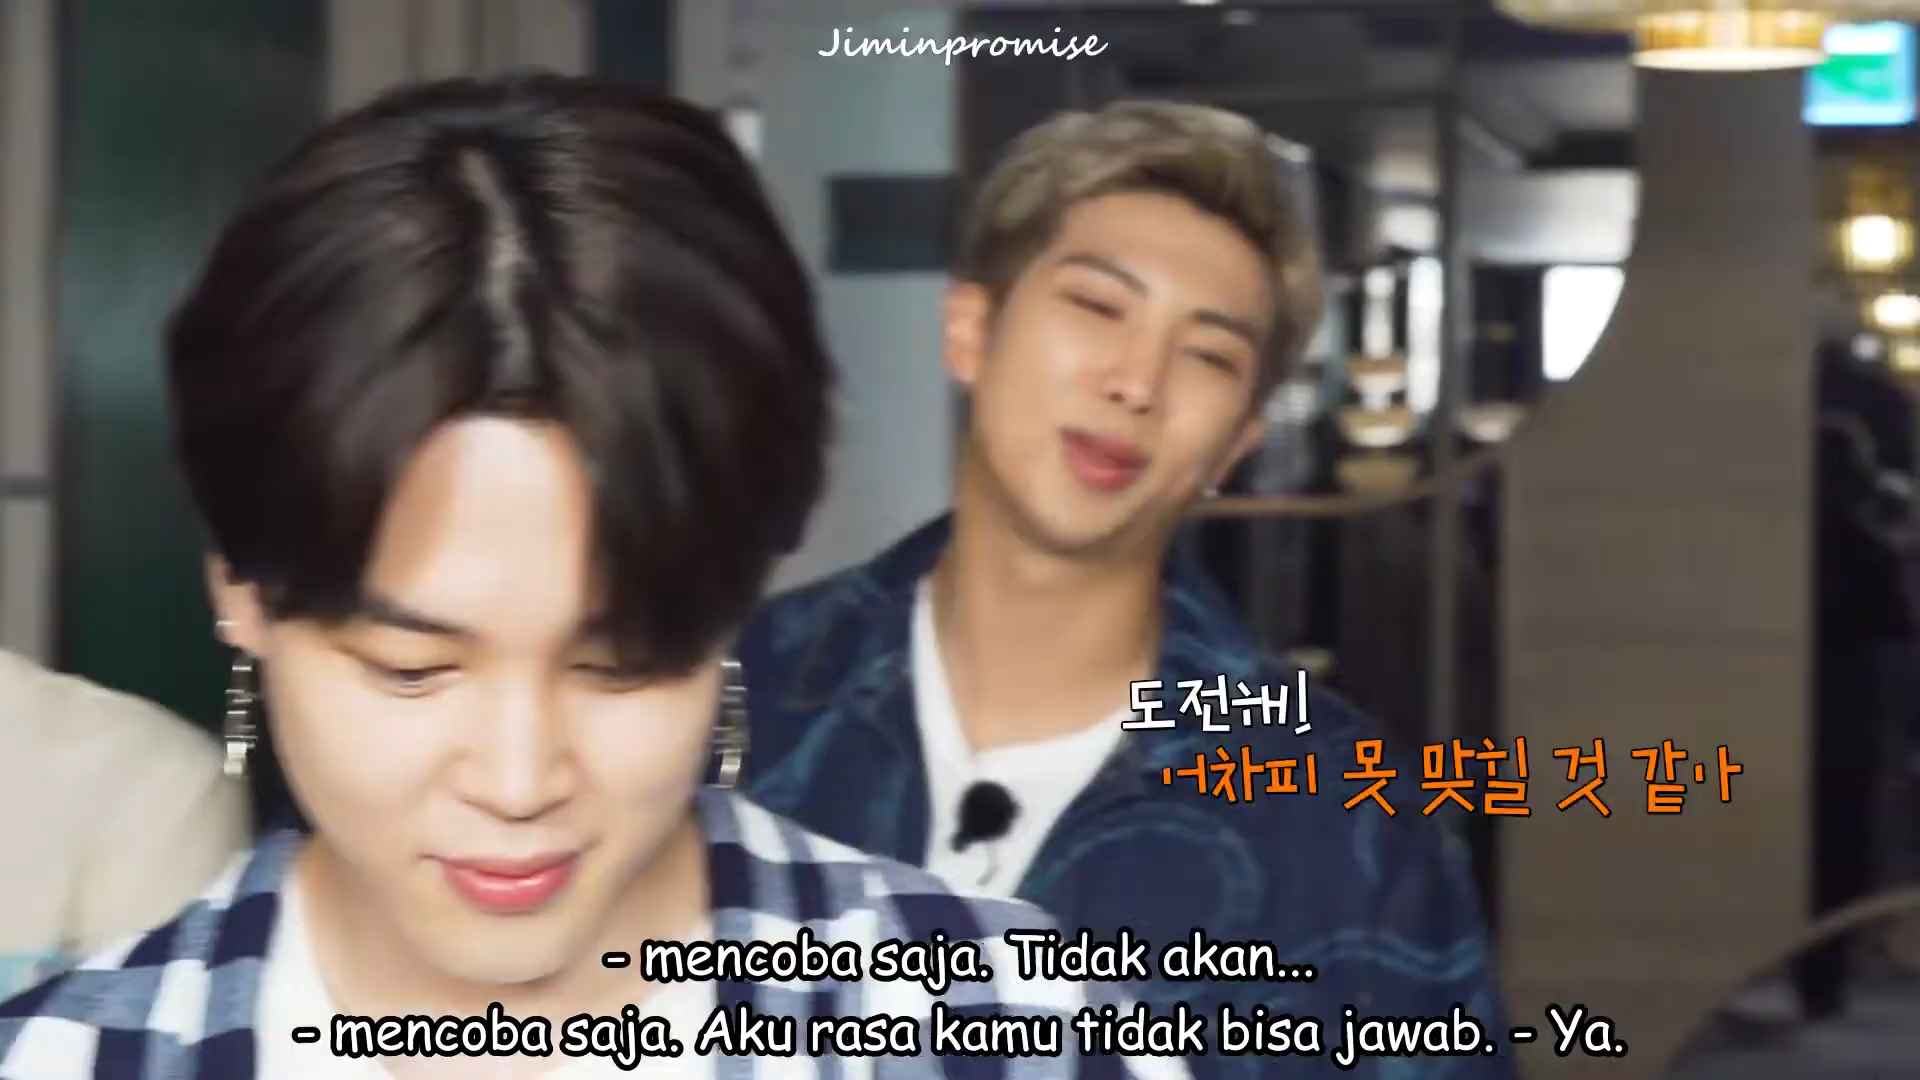 Jiminpromise
도전해!
어차피 못 맞힐 것 같아
- mencoba saja. Tidak akan...
- mencoba saja. Aku rasa kamu tidak bisa jawab. - Ya.